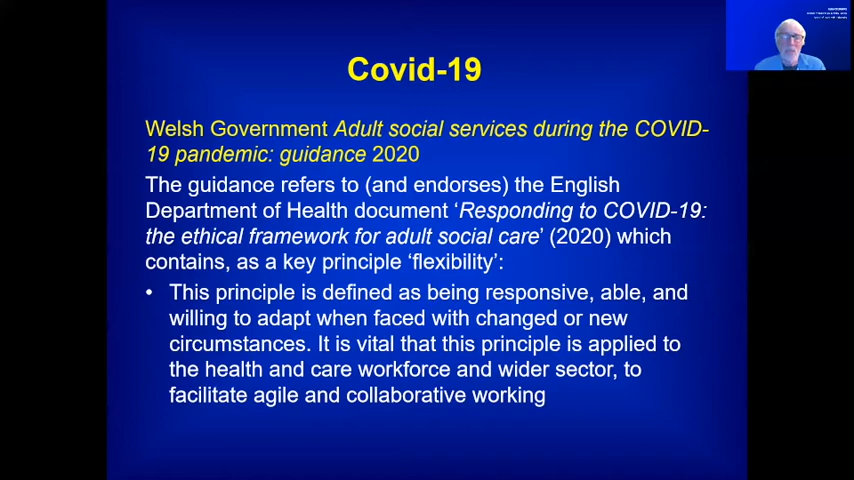 Covid-19
Welsh Government Adult social services during the COVID-
19 pandemic: guidance 2020
The guidance refers to (and endorses) the English
Department of Health document ‘Responding to COVID-19:
the ethical framework for adult social care’ (2020) which
contains, as a key principle ‘flexibility’:
• This principle is defined as being responsive, able, and
willing to adapt when faced with changed or new
circumstances. It is vital that this principle is applied to
the health and care workforce and wider sector, to
facilitate agile and collaborative working